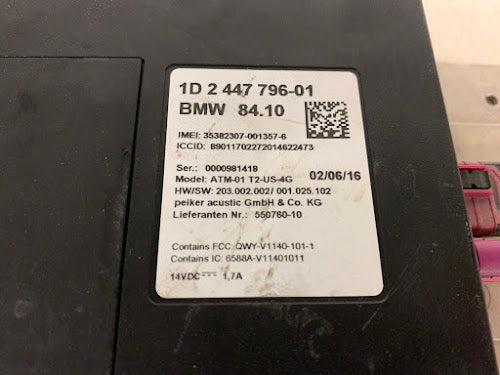 1D 2 447 796-01
BMW 84.10
IMEI: 35382307-001357-6
ICCID: 8901170227201462​2473
Ser.: 0000981418
Model: ATM-01 T2-US-4G 02/06/16
HW/SW: 203.002.002/ 001.025.102
peiker acustic GmbH & Co. KG
Lieferanten Nr.: 550760-10
Contains FCC: QWY-V1140-101-1
Contains IC: 6588A-V11401011
14VDC⎓ 1,7A